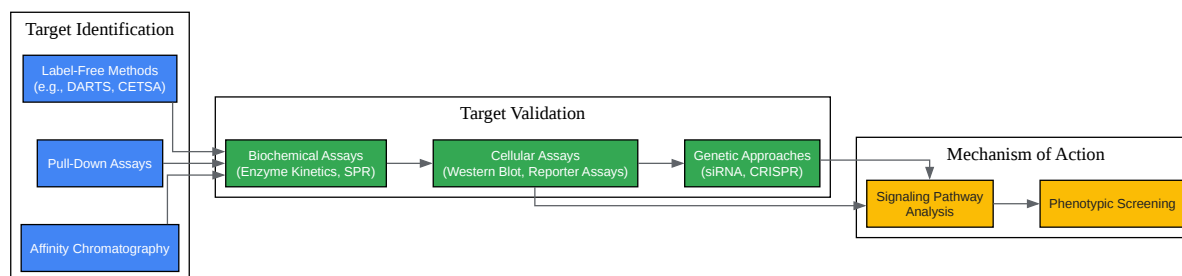 Target Identification
Label-Free Methods
(e.g., DARTS, CETSA)
Pull-Down Assays
Affinity Chromatography
Target Validation
Biochemical Assays
(Enzyme Kinetics, SPR)
Cellular Assays
(Western Blot, Reporter Assays)
Genetic Approaches
(siRNA, CRISPR)
Mechanism of Action
Signaling Pathway
Analysis
Phenotypic Screening